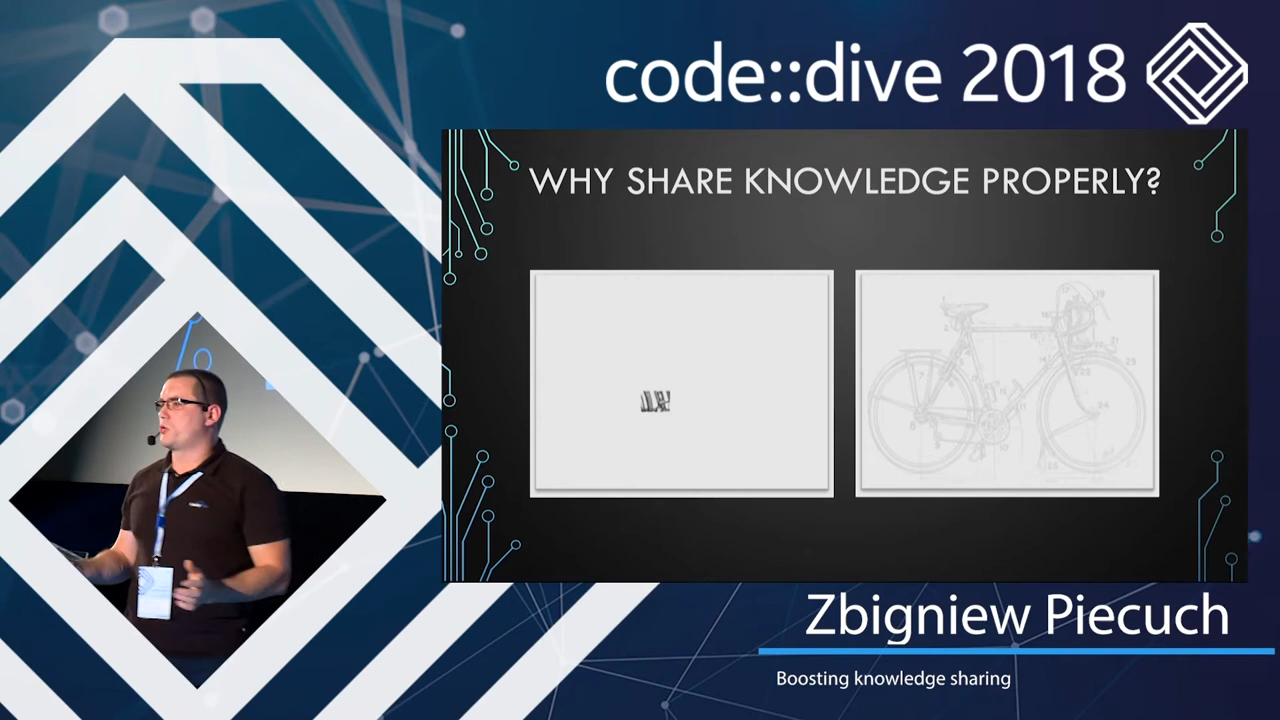 code::dive 2018
WHY SHARE KNOWLEDGE PROPERLY?
Zbigniew Piecuch
Boosting knowledge sharing